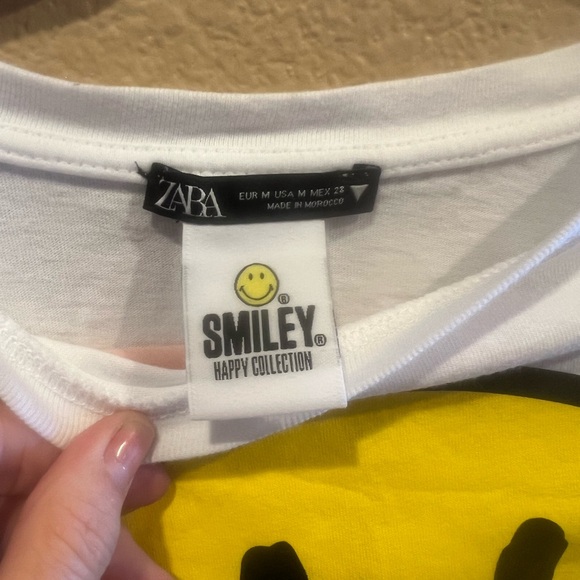 ZARA
EUR M USA M MEX 28
MADE IN MOROCCO
®
SMILEY®
HAPPY COLLECTION